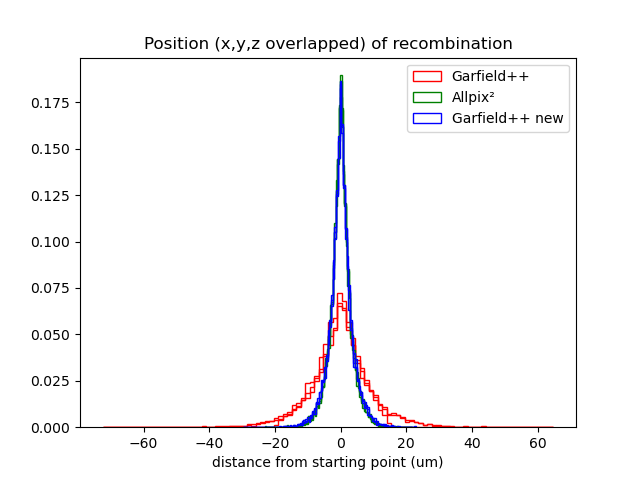 Position (x,y,z overlapped) of recombination
Garfield++
Allpix²
Garfield++ new
0.175
0.150
0.125
0.100
0.075
0.050
0.025
0.000
−60 −40 −20 0 20 40 60
distance from starting point (um)